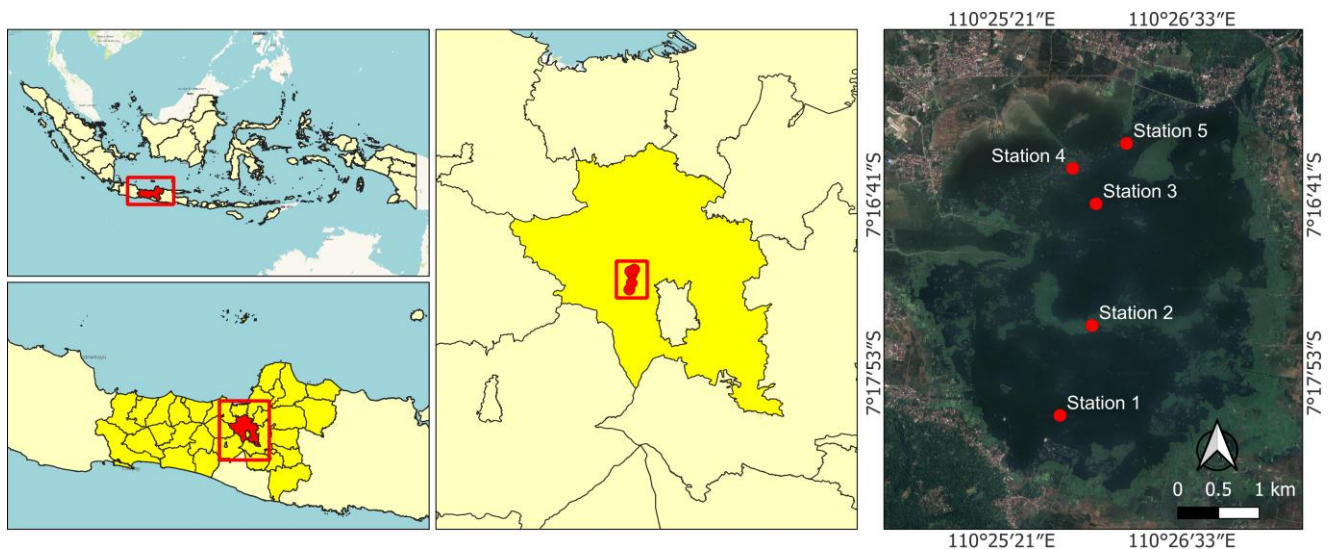 110°25′21″E
110°26′33″E
7°16′41″S
7°17′53″S
Station 5
Station 4
Station 3
Station 2
Station 1
7°16′41″S
7°17′53″S
0 0.5 1 km
110°25′21″E
110°26′33″E